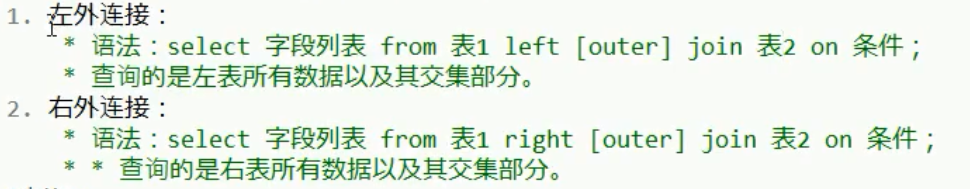 1. 左外连接：
* 语法：select 字段列表 from 表1 left [outer] join 表2 on 条件；
* 查询的是左表所有数据以及其交集部分。
2. 右外连接：
* 语法：select 字段列表 from 表1 right [outer] join 表2 on 条件；
* * 查询的是右表所有数据以及其交集部分。